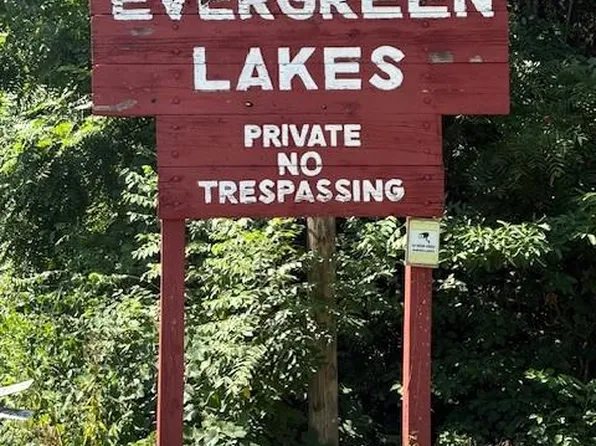 EVERGREEN
LAKES
PRIVATE
NO
TRESPASSING